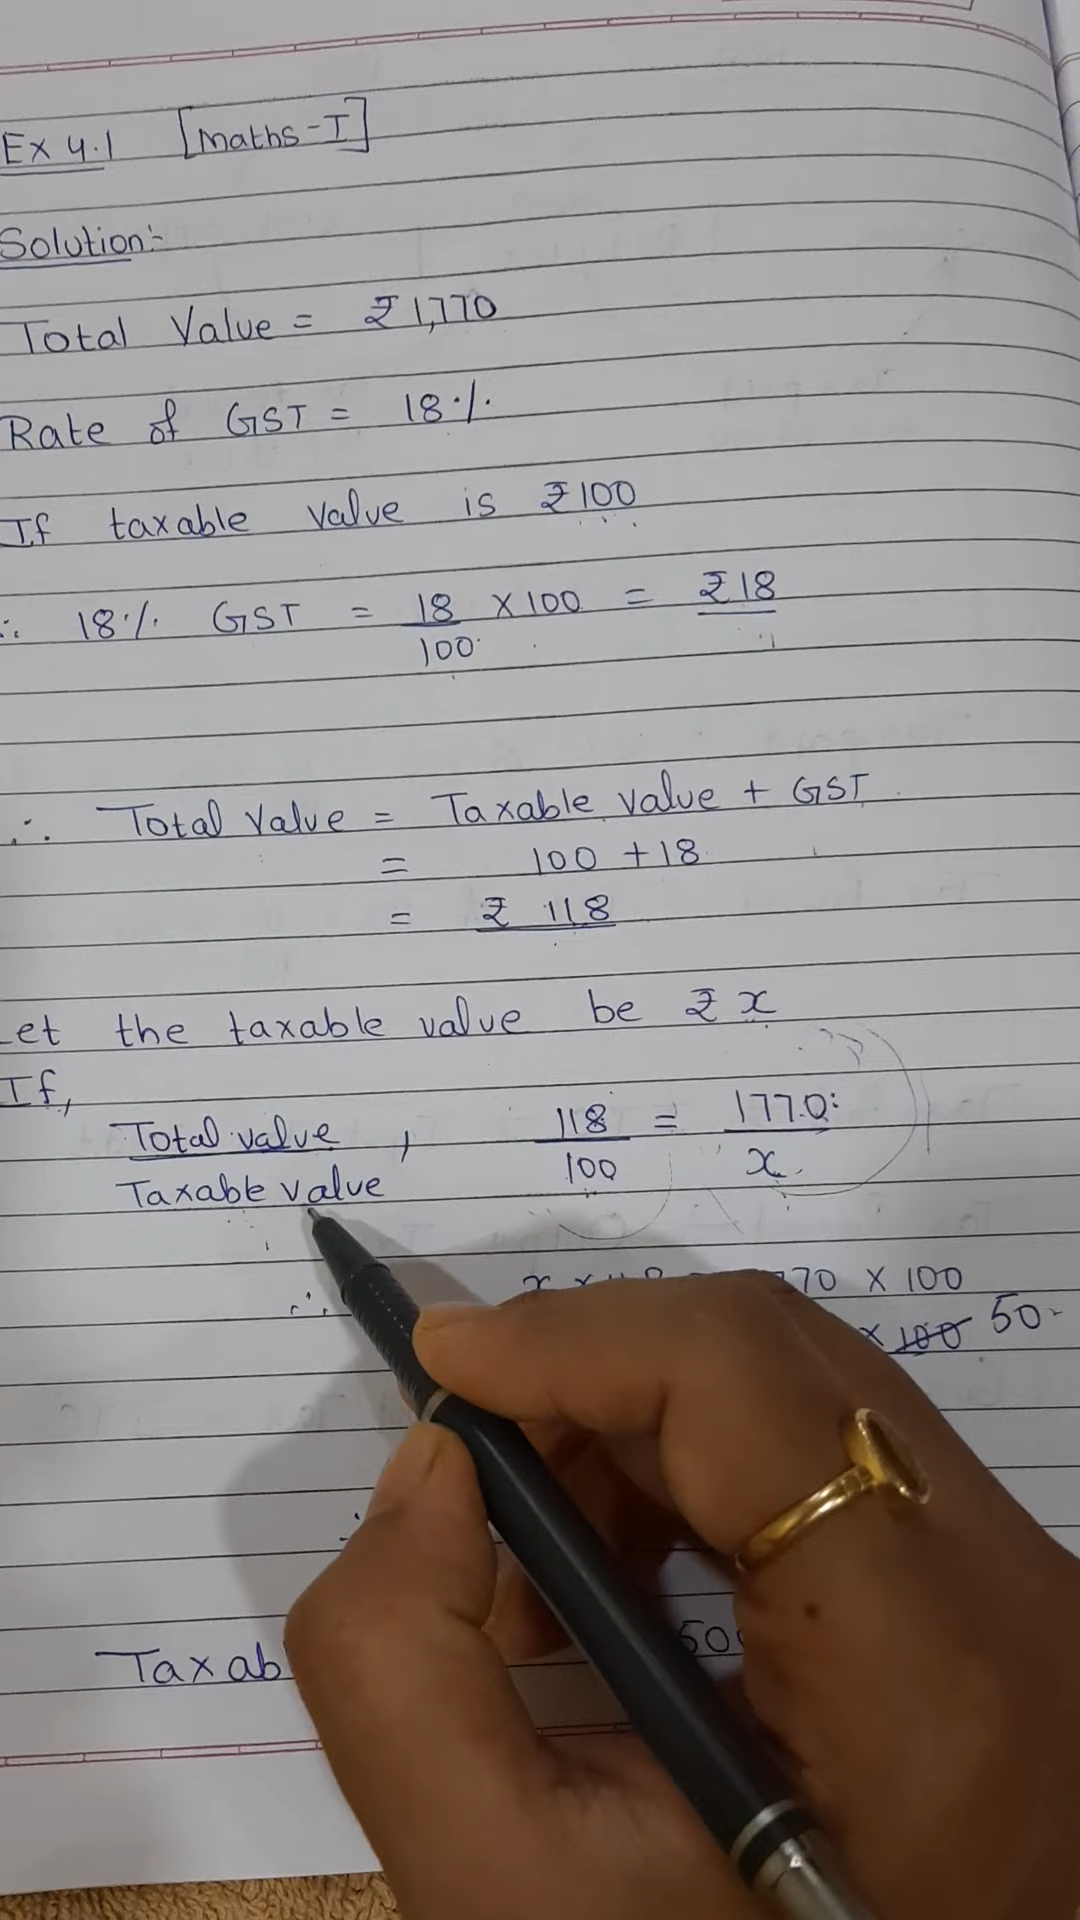 Ex 4.1 [Maths-I]
Solution:-
Total Value = ₹1,770
Rate of GST = 18%
If taxable value is ₹100
∴ 18% GST = 18/100 × 100 = ₹18
∴ Total Value = Taxable value + GST
= 100 + 18
= ₹ 118
Let the taxable value be ₹ x
If,
Total value / Taxable value , 118/100 = 1770/x
∴ 70 × 100
× 100 50